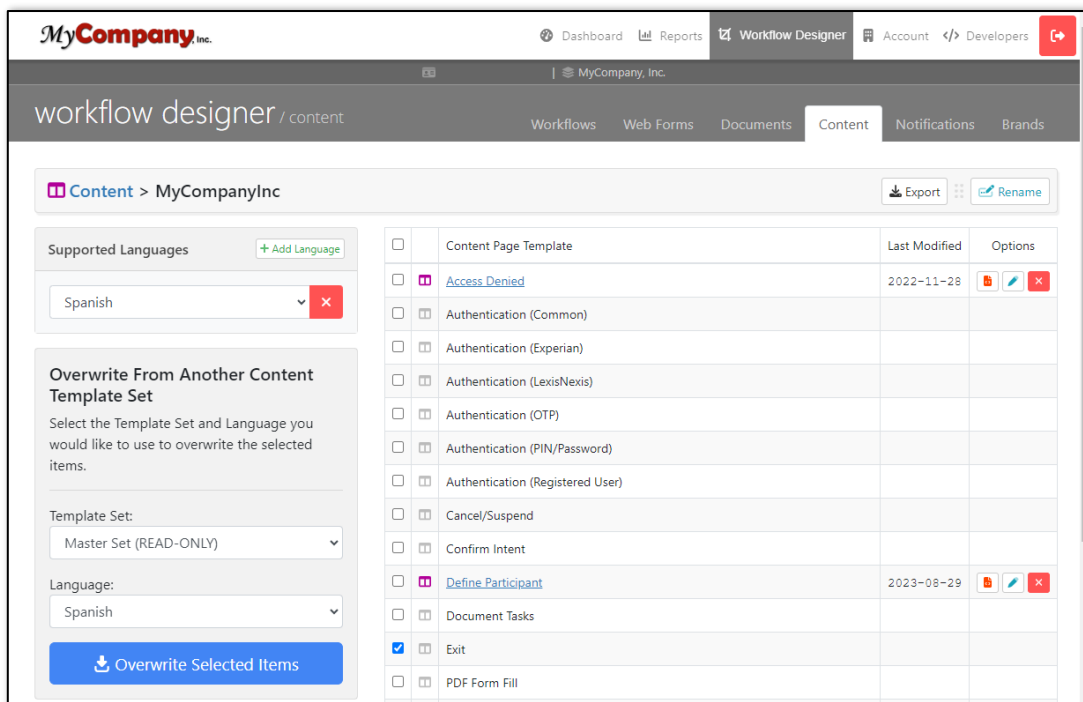 MyCompany, Inc.
Dashboard Reports Workflow Designer Account </> Developers
| MyCompany, Inc.
workflow designer / content
Workflows Web Forms Documents Content Notifications Brands
Content > MyCompanyInc
Export Rename
Supported Languages
+ Add Language
Spanish
Overwrite From Another Content
Template Set
Select the Template Set and Language you
would like to use to overwrite the selected
items.
Template Set:
Master Set (READ-ONLY)
Language:
Spanish
Overwrite Selected Items
Content Page Template Last Modified Options
Access Denied 2022-11-28
Authentication (Common)
Authentication (Experian)
Authentication (LexisNexis)
Authentication (OTP)
Authentication (PIN/Password)
Authentication (Registered User)
Cancel/Suspend
Confirm Intent
Define Participant 2023-08-29
Document Tasks
Exit
PDF Form Fill